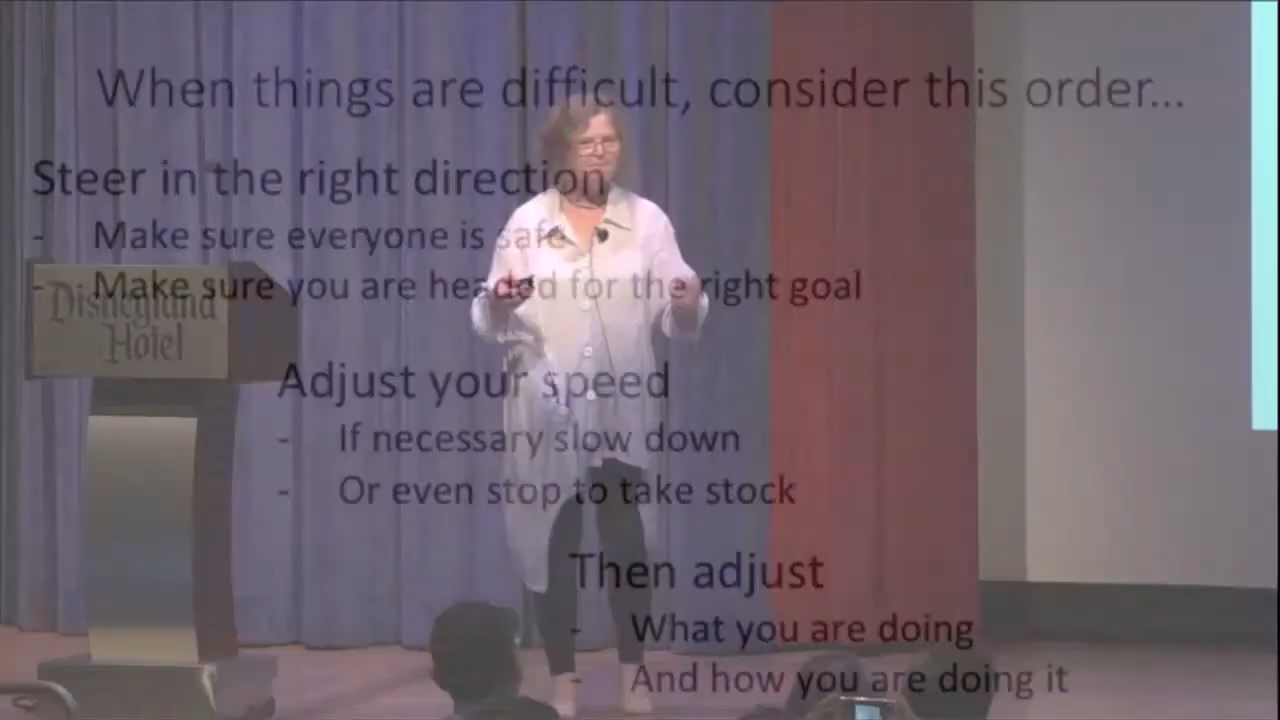 When things are difficult, consider this order...
Steer in the right direction
- Make sure everyone is safe
- Make sure you are headed for the right goal
Disneyland
Hotel
Adjust your speed
- If necessary slow down
- Or even stop to take stock
Then adjust
- What you are doing
- And how you are doing it